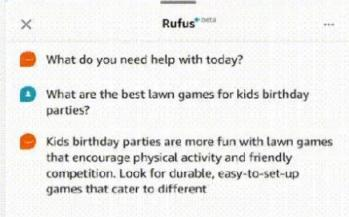 Rufus beta
What do you need help with today?
What are the best lawn games for kids birthday
parties?
Kids birthday parties are more fun with lawn games
that encourage physical activity and friendly
competition. Look for durable, easy-to-set-up
games that cater to different